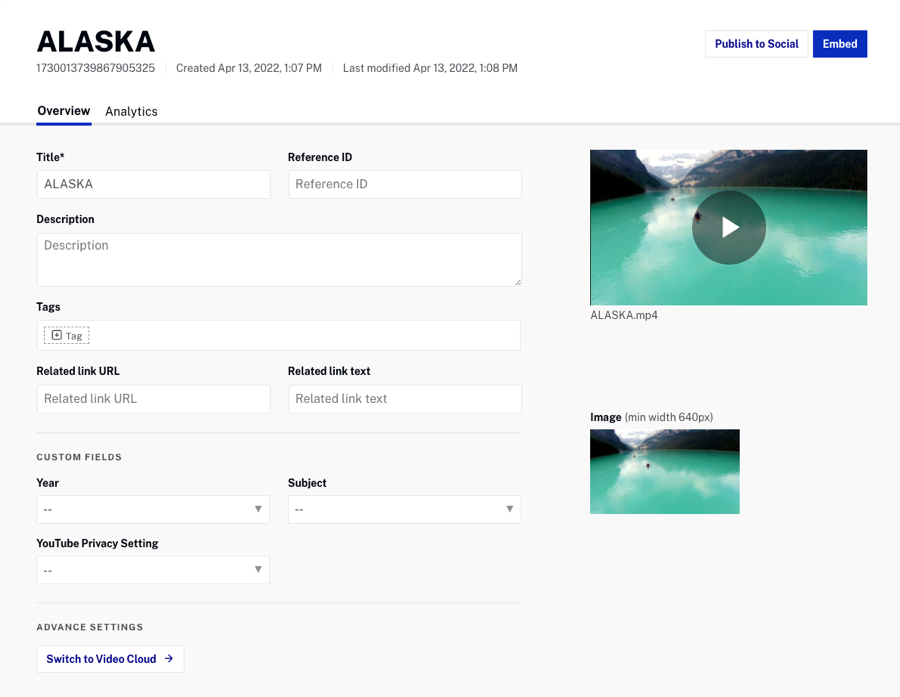 ALASKA
Publish to Social
Embed
1730013739867905325 Created Apr 13, 2022, 1:07 PM Last modified Apr 13, 2022, 1:08 PM
Overview Analytics
Title* Reference ID
ALASKA Reference ID
Description
Description
ALASKA.mp4
Tags
Tag
Related link URL Related link text
Related link URL Related link text
Image (min width 640px)
CUSTOM FIELDS
Year Subject
-- --
YouTube Privacy Setting
--
ADVANCE SETTINGS
Switch to Video Cloud →